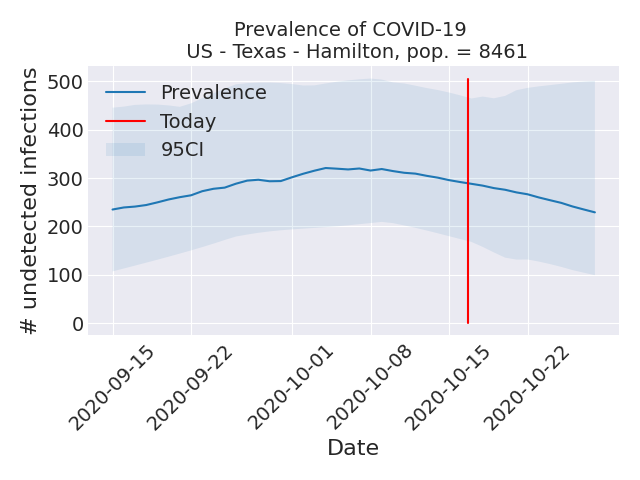 Prevalence of COVID-19
US - Texas - Hamilton, pop. = 8461
# undetected infections
500
400
300
200
100
0
Prevalence
Today
95CI
2020-09-15
2020-09-22
2020-10-01
2020-10-08
2020-10-15
2020-10-22
Date